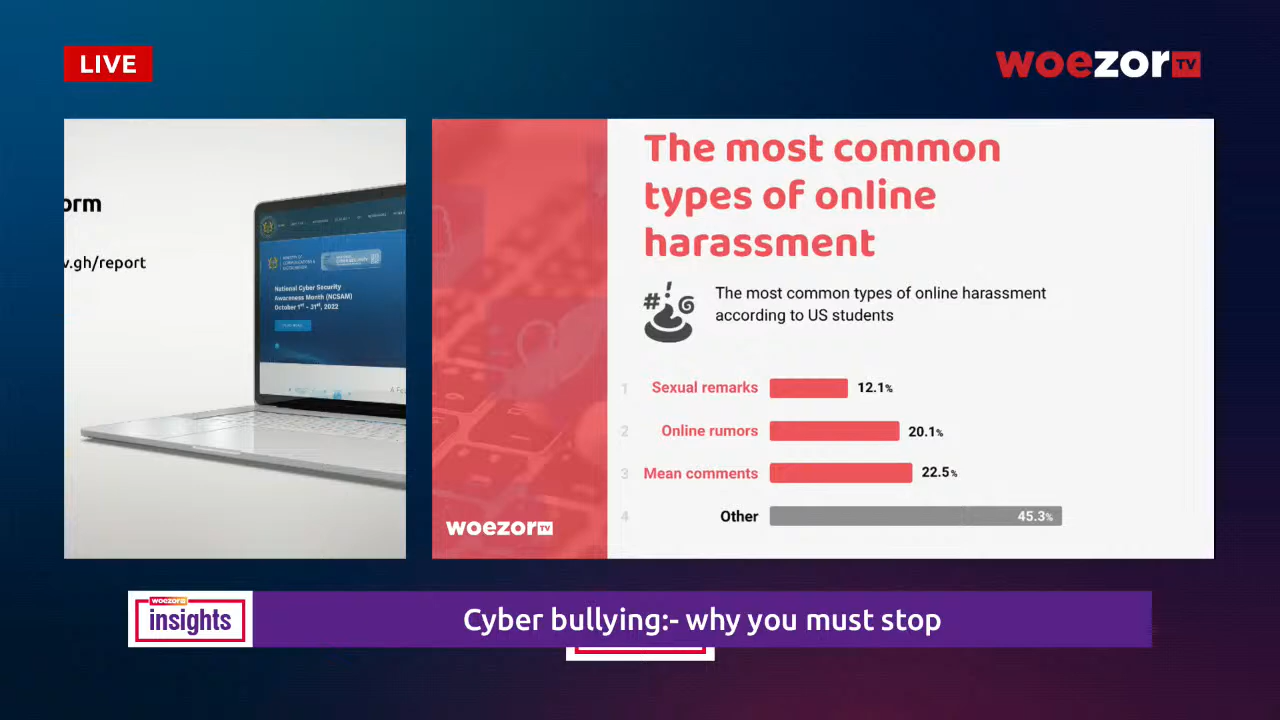 LIVE
woezor TV
orm
v.gh/report
National Cyber Security
Awareness Month (NCSAM)
October 1st - 31st, 2022
The most common
types of online
harassment
The most common types of online harassment
according to US students
1 Sexual remarks 12.1%
2 Online rumors 20.1%
3 Mean comments 22.5%
4 Other 45.3%
woezor TV
insights
Cyber bullying:- why you must stop